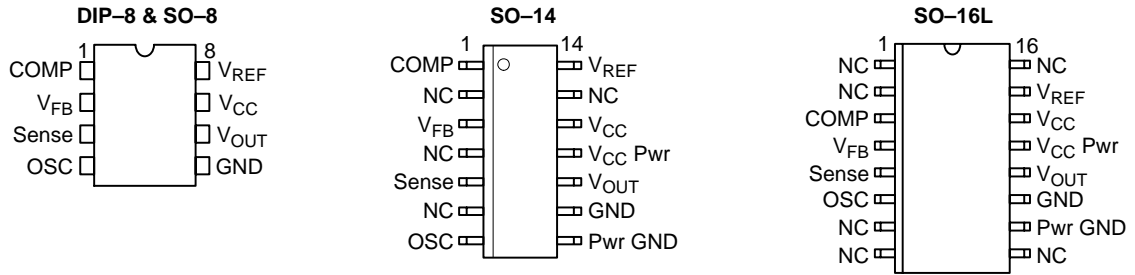 DIP–8 & SO–8
1 8
COMP VREF
VFB VCC
Sense VOUT
OSC GND
SO–14
1 14
COMP VREF
NC NC
VFB VCC
NC VCC Pwr
Sense VOUT
NC GND
OSC Pwr GND
SO–16L
1 16
NC NC
NC VREF
COMP VCC
VFB VCC Pwr
Sense VOUT
OSC GND
NC Pwr GND
NC NC